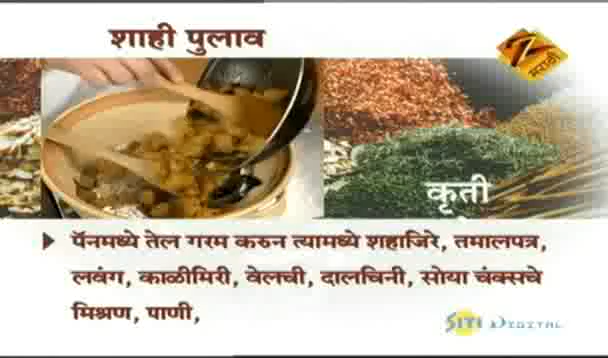 शाही पुलाव
मराठी
कृती
पॅनमध्ये तेल गरम करुन त्यामध्ये शहाजिरे, तमालपत्र,
लवंग, काळीमिरी, वेलची, दालचिनी, सोया चंक्सचे
मिश्रण, पाणी,
SITI DIGITAL